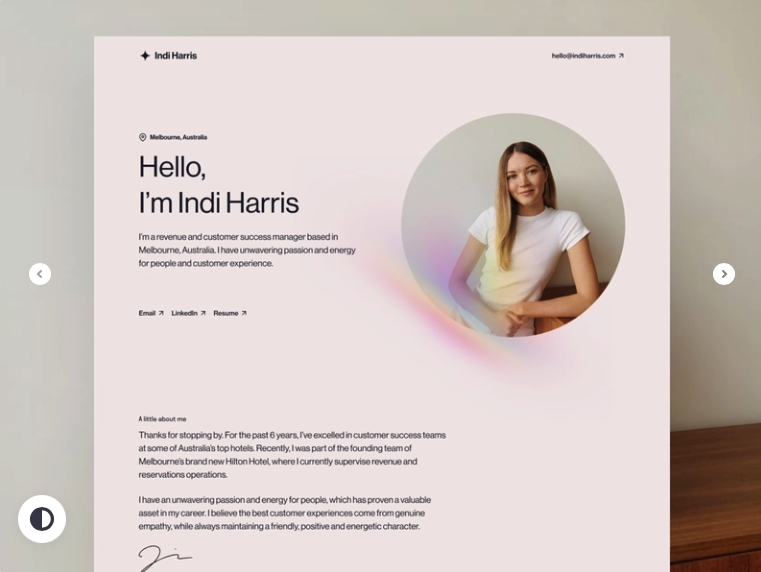 Indi Harris
hello@indiharris.com
Melbourne, Australia
Hello,
I'm Indi Harris
I'm a revenue and customer success manager based in
Melbourne, Australia. I have unwavering passion and energy
for people and customer experience.
Email
LinkedIn
Resume
A little about me
Thanks for stopping by. For the past 6 years, I've excelled in customer success teams
at some of Australia's top hotels. Recently, I was part of the founding team of
Melbourne's brand new Hilton Hotel, where I currently supervise revenue and
reservations operations.
I have an unwavering passion and energy for people, which has proven a valuable
asset in my career. I believe the best customer experiences come from genuine
empathy, while always maintaining a friendly, positive and energetic character.